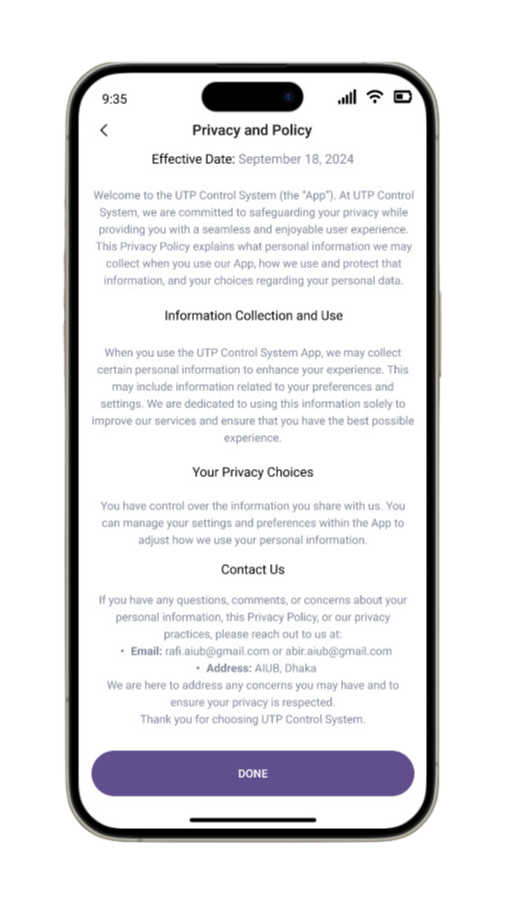 9:35
Privacy and Policy
Effective Date: September 18, 2024
Welcome to the UTP Control System (the “App”). At UTP Control
System, we are committed to safeguarding your privacy while
providing you with a seamless and enjoyable user experience.
This Privacy Policy explains what personal information we may
collect when you use our App, how we use and protect that
information, and your choices regarding your personal data.
Information Collection and Use
When you use the UTP Control System App, we may collect
certain personal information to enhance your experience. This
may include information related to your preferences and
settings. We are dedicated to using this information solely to
improve our services and ensure that you have the best possible
experience.
Your Privacy Choices
You have control over the information you share with us. You
can manage your settings and preferences within the App to
adjust how we use your personal information.
Contact Us
If you have any questions, comments, or concerns about your
personal information, this Privacy Policy, or our privacy
practices, please reach out to us at:
• Email: rafi.aiub@gmail.com or abir.aiub@gmail.com
• Address: AIUB, Dhaka
We are here to address any concerns you may have and to
ensure your privacy is respected.
Thank you for choosing UTP Control System.
DONE